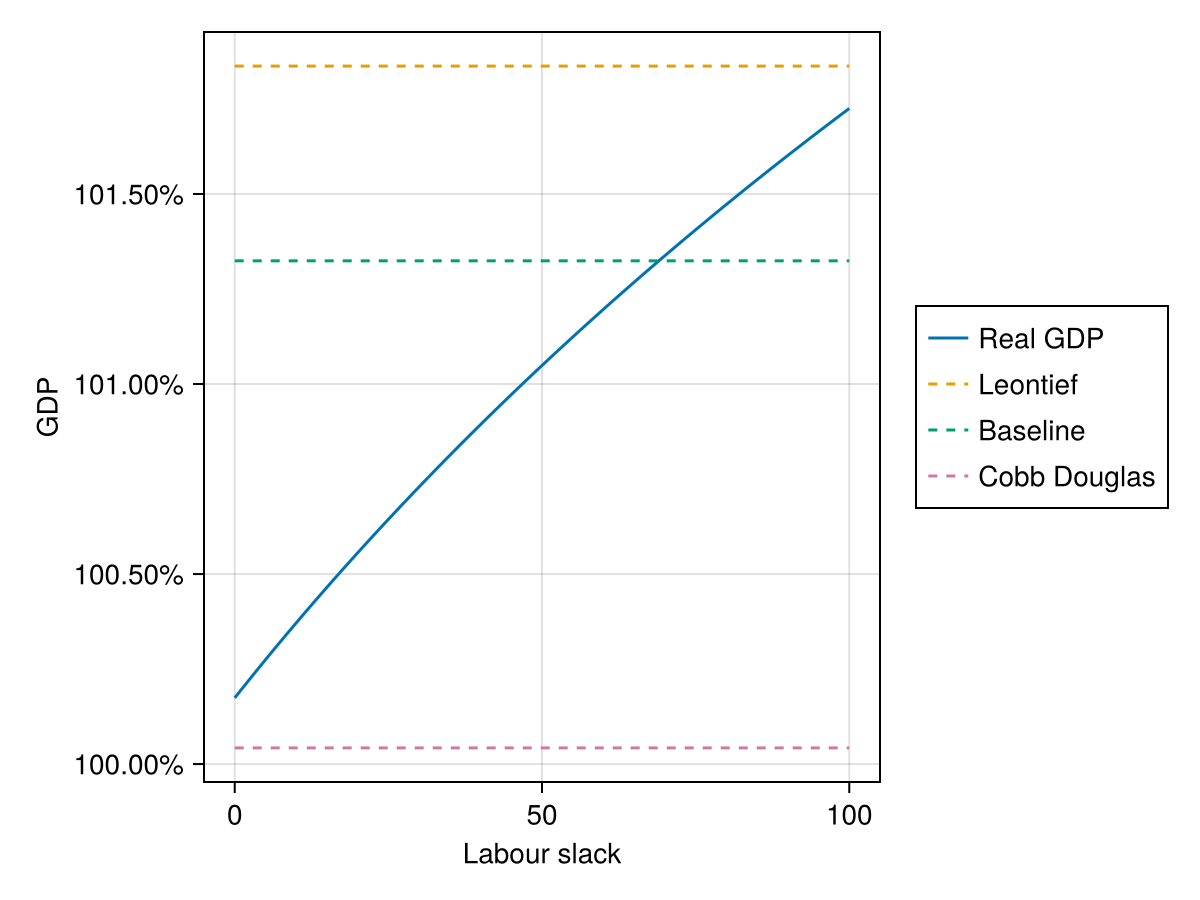 GDP
101.50%
101.00%
100.50%
100.00%
0
50
100
Labour slack
Real GDP
Leontief
Baseline
Cobb Douglas